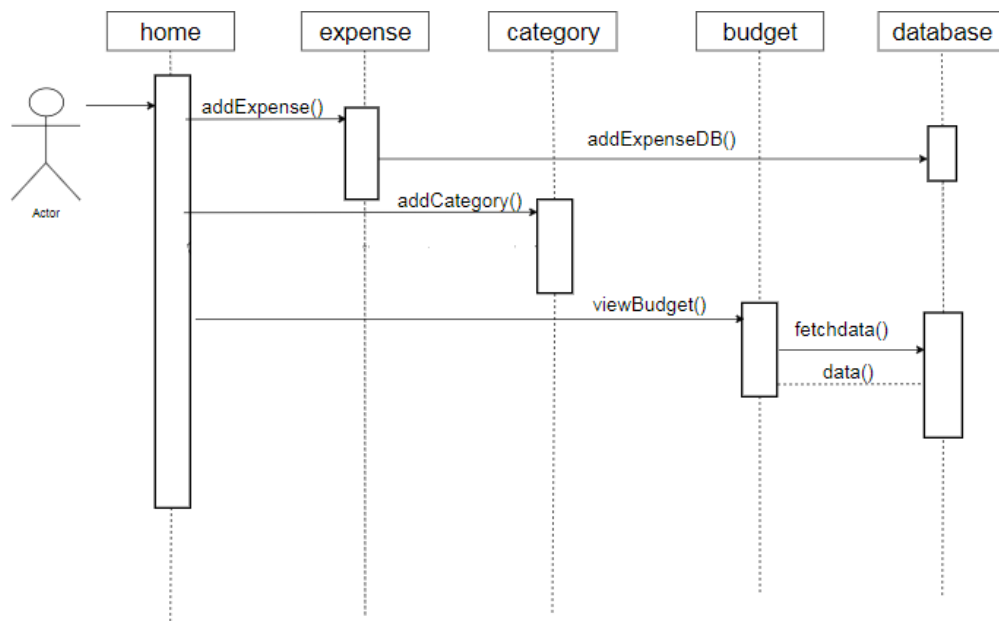 home
expense
category
budget
database
addExpense()
addExpenseDB()
Actor
addCategory()
viewBudget()
fetchdata()
data()